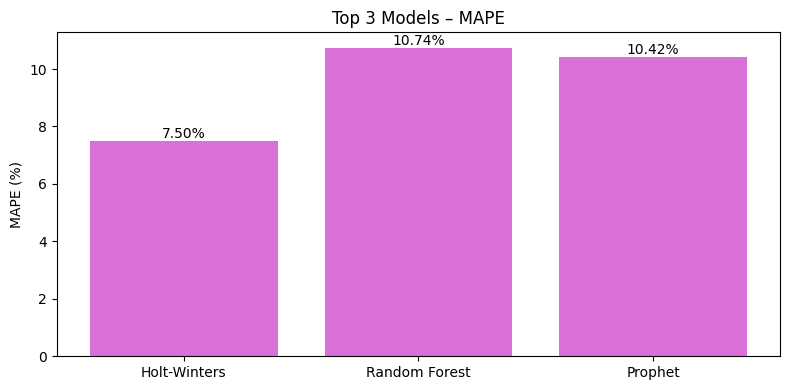 Top 3 Models – MAPE
MAPE (%)
10
8
6
4
2
0
7.50%
10.74%
10.42%
Holt-Winters
Random Forest
Prophet